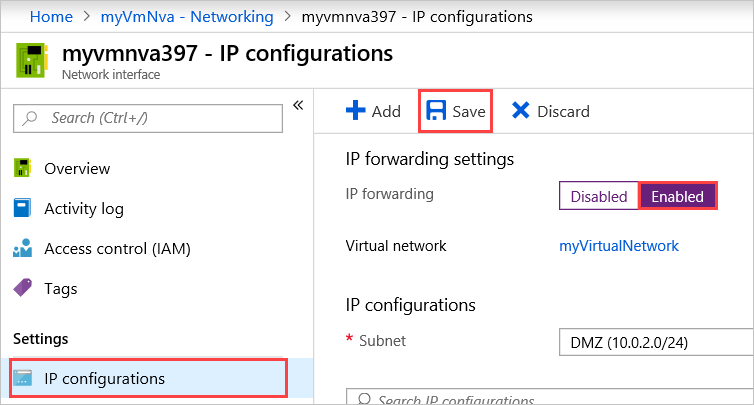 Home > myVmNva - Networking > myvmnva397 - IP configurations
myvmnva397 - IP configurations
Network interface
«
Search (Ctrl+/)
Overview
Activity log
Access control (IAM)
Tags
Settings
IP configurations
Add Save Discard
IP forwarding settings
IP forwarding Disabled Enabled
Virtual network myVirtualNetwork
IP configurations
* Subnet DMZ (10.0.2.0/24)
Search IP configurations